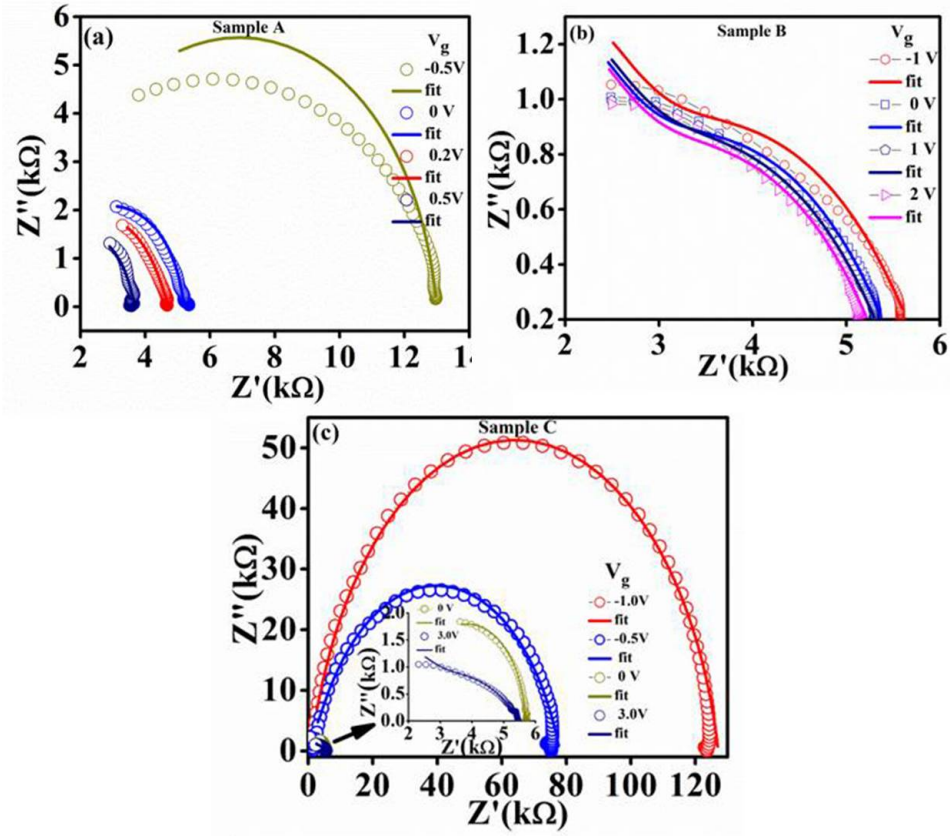 (a) Sample A
6
5
4
3
2
1
0
Z''(kΩ)
Vg
-0.5V
fit
0 V
fit
0.2V
fit
0.5V
fit
2 4 6 8 10 12 14
Z'(kΩ)
(b) Sample B
1.2
1.0
0.8
0.6
0.4
0.2
Z''(kΩ)
Vg
-1 V
fit
0 V
fit
1 V
fit
2 V
fit
2 3 4 5 6
Z'(kΩ)
(c) Sample C
50
40
30
20
10
0
Z''(kΩ)
Vg
-1.0V
fit
-0.5V
fit
0 V
fit
3.0V
fit
2.0
1.5
1.0
0.5
0.0
Z''(kΩ)
0 V
fit
3.0V
fit
2 3 4 5 6
Z'(kΩ)
0 20 40 60 80 100 120
Z'(kΩ)